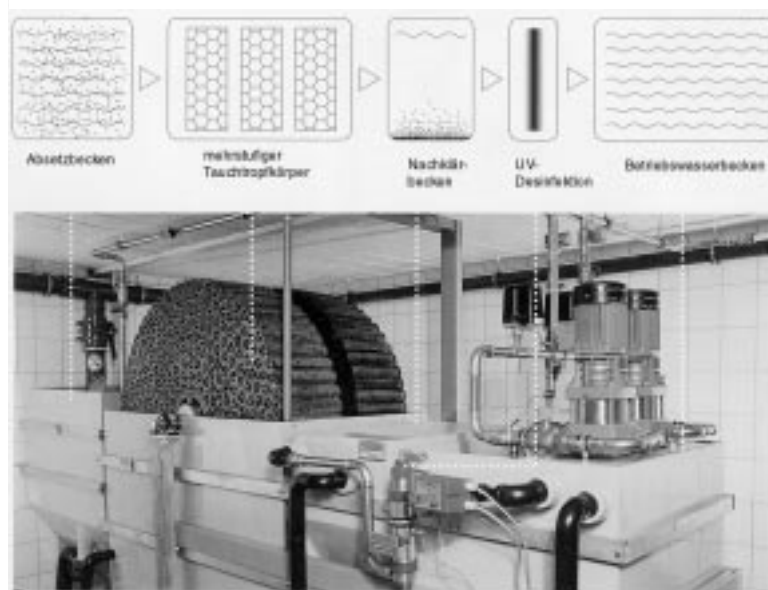 Absetzbecken
mehrstufiger
Tauchtropfkörper
Nachklär-
becken
UV-
Desinfektion
Betriebswasserbecken